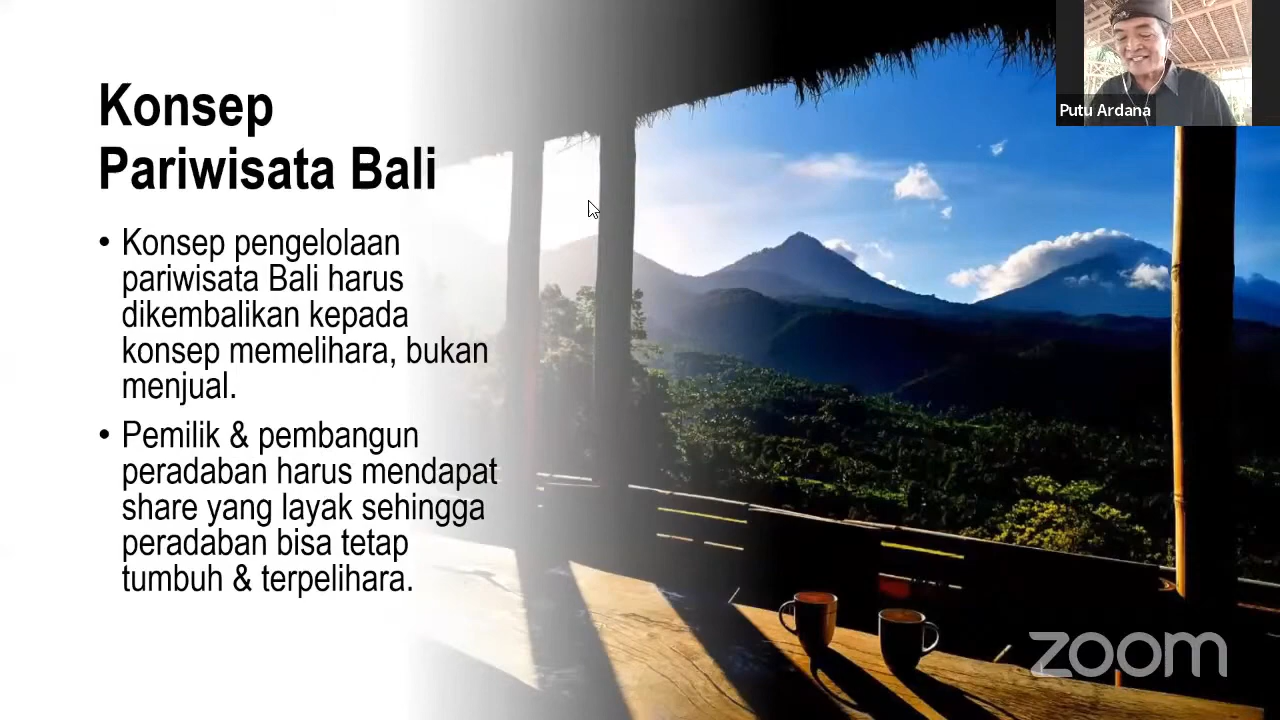 Konsep
Pariwisata Bali
• Konsep pengelolaan
pariwisata Bali harus
dikembalikan kepada
konsep memelihara, bukan
menjual.
• Pemilik & pembangun
peradaban harus mendapat
share yang layak sehingga
peradaban bisa tetap
tumbuh & terpelihara.
Putu Ardana
zoom